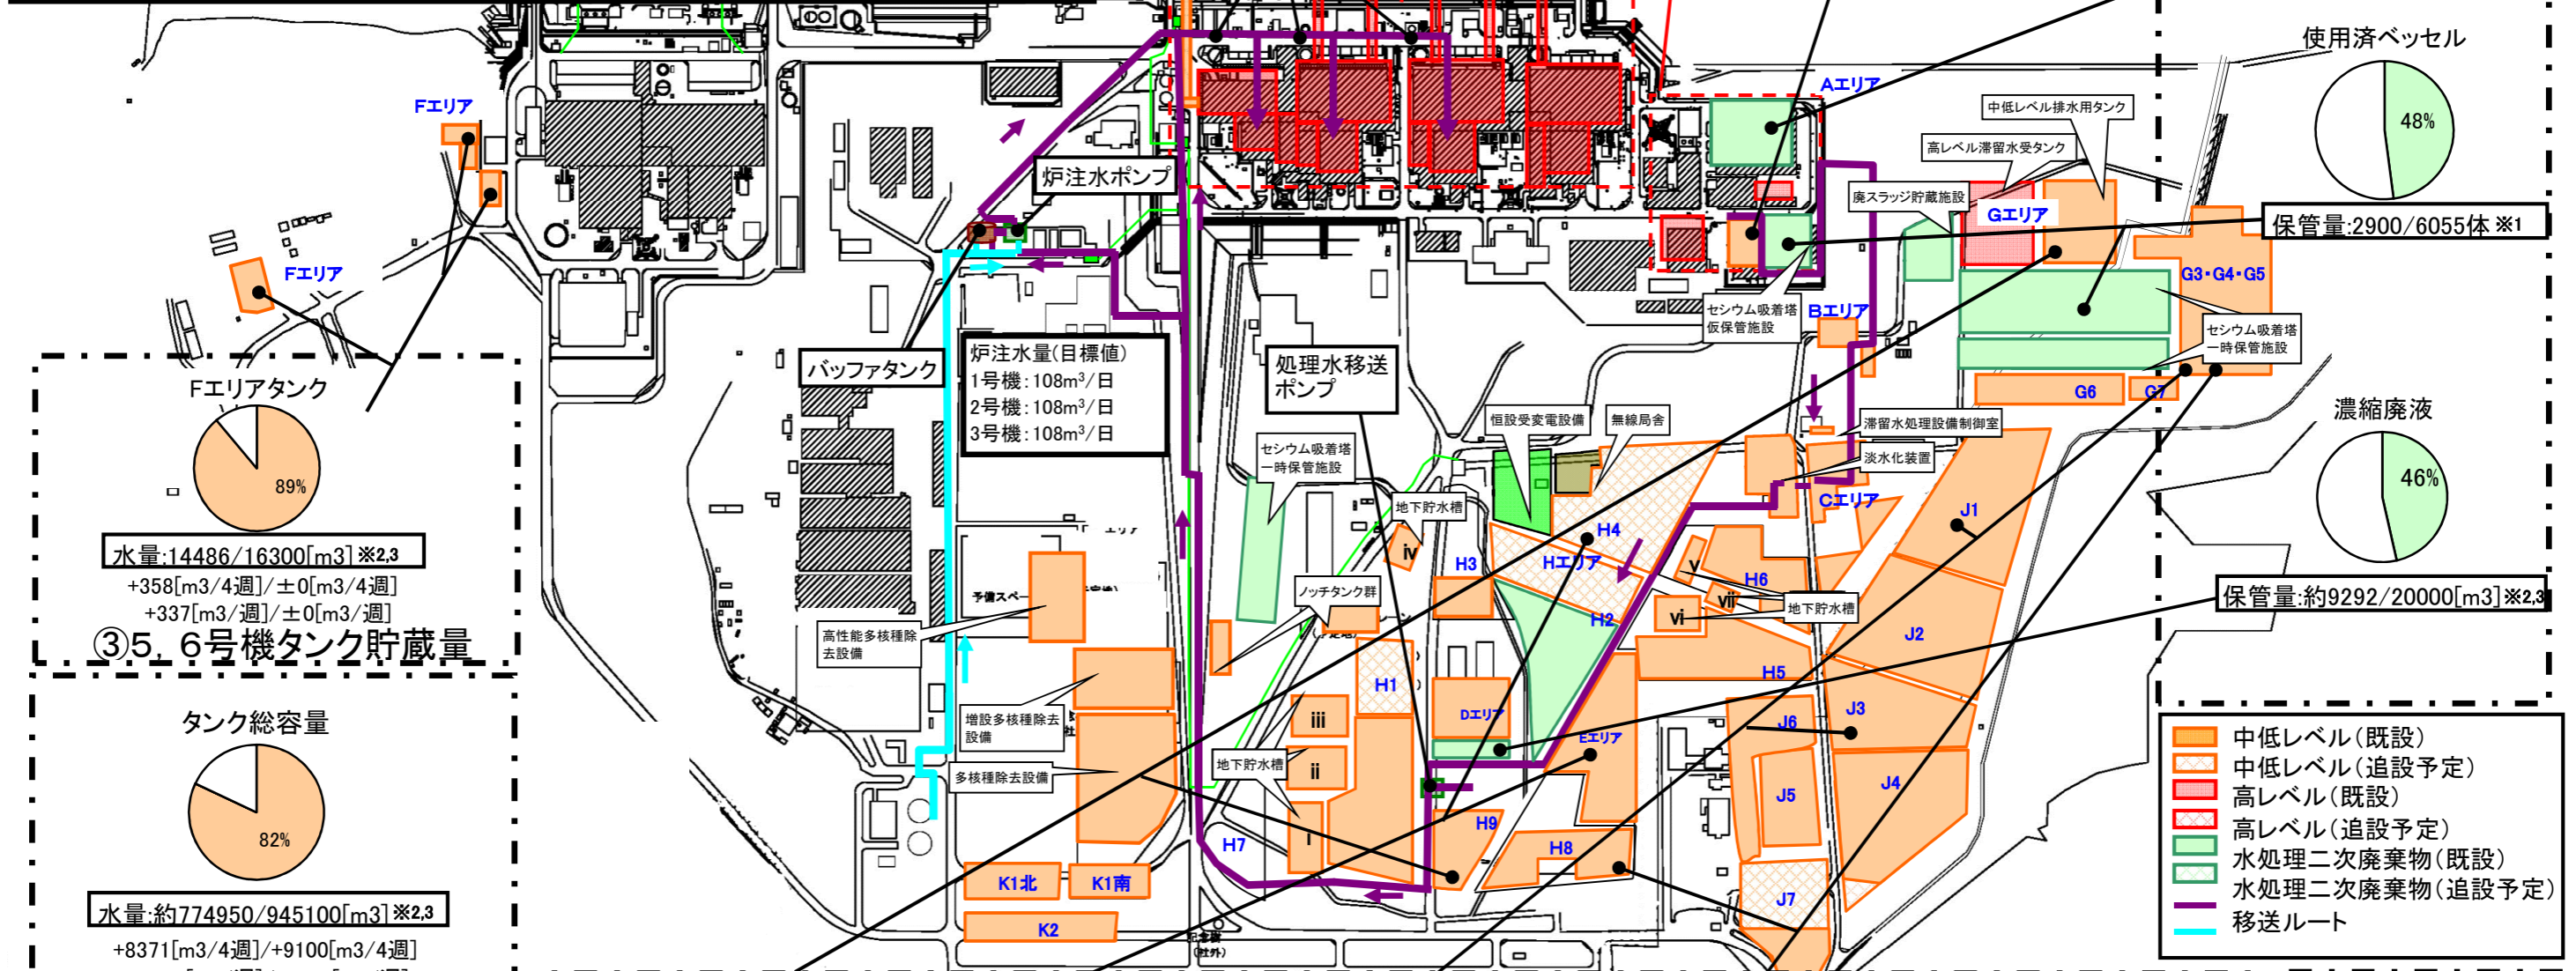 使用済ベッセル
48%
保管量:2900/6055体 ※1
Aエリア
中低レベル排水用タンク
高レベル滞留水受タンク
廃スラッジ貯蔵施設
Gエリア
G3・G4・G5
Fエリア
Fエリア
炉注水ポンプ
セシウム吸着塔
仮保管施設
Bエリア
セシウム吸着塔
一時保管施設
G6
G7
バッファタンク
炉注水量(目標値)
1号機:108m³/日
2号機:108m³/日
3号機:108m³/日
処理水移送
ポンプ
Fエリアタンク
89%
水量:14486/16300[m3]※2,3
+358[m3/4週]/±0[m3/4週]
+337[m3/週]/±0[m3/週]
③5,6号機タンク貯蔵量
恒設受変電設備
無線局舎
滞留水処理設備制御室
淡水化装置
Cエリア
セシウム吸着塔
一時保管施設
地下貯水槽
濃縮廃液
46%
保管量:約9292/20000[m3]※2,3
エリア
iv
H3
H4
Hエリア
H2
v
H6
vii
vi
地下貯水槽
H5
J1
J2
予備スペー
ノッチタンク群
高性能多核種除
去設備
増設多核種除去
設備
多核種除去設備
H1
Dエリア
Eエリア
iii
ii
i
地下貯水槽
J6
J3
J5
J4
J7
H7
H9
H8
K1北
K1南
K2
(社外)
タンク総容量
82%
水量:約774950/945100[m3]※2,3
+8371[m3/4週]/+9100[m3/4週]
中低レベル(既設)
中低レベル(追設予定)
高レベル(既設)
高レベル(追設予定)
水処理二次廃棄物(既設)
水処理二次廃棄物(追設予定)
移送ルート